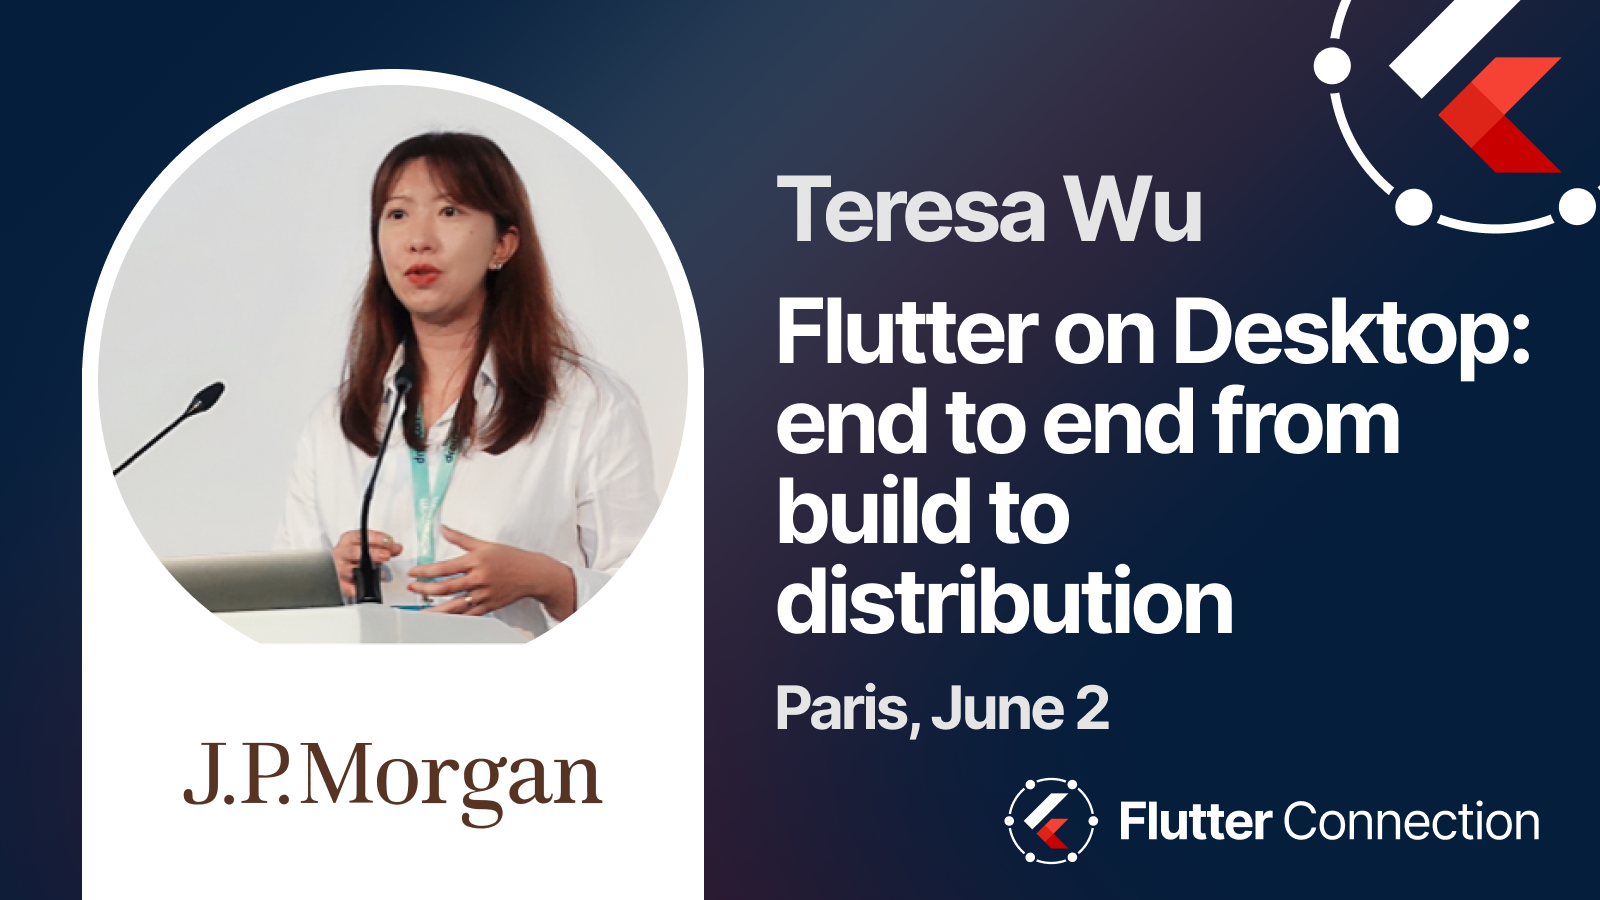 Teresa Wu
Flutter on Desktop:
end to end from
build to
distribution
Paris, June 2
J.P.Morgan
Flutter Connection